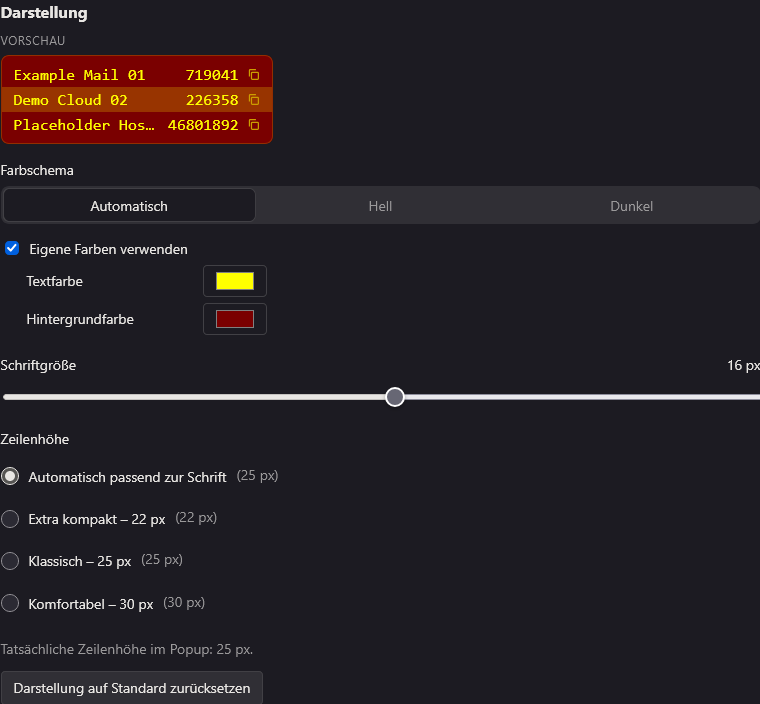 Darstellung
VORSCHAU
Example Mail 01 719041
Demo Cloud 02 226358
Placeholder Hos… 46801892
Farbschema
Automatisch Hell Dunkel
Eigene Farben verwenden
Textfarbe
Hintergrundfarbe
Schriftgröße 16 px
Zeilenhöhe
Automatisch passend zur Schrift (25 px)
Extra kompakt – 22 px (22 px)
Klassisch – 25 px (25 px)
Komfortabel – 30 px (30 px)
Tatsächliche Zeilenhöhe im Popup: 25 px.
Darstellung auf Standard zurücksetzen